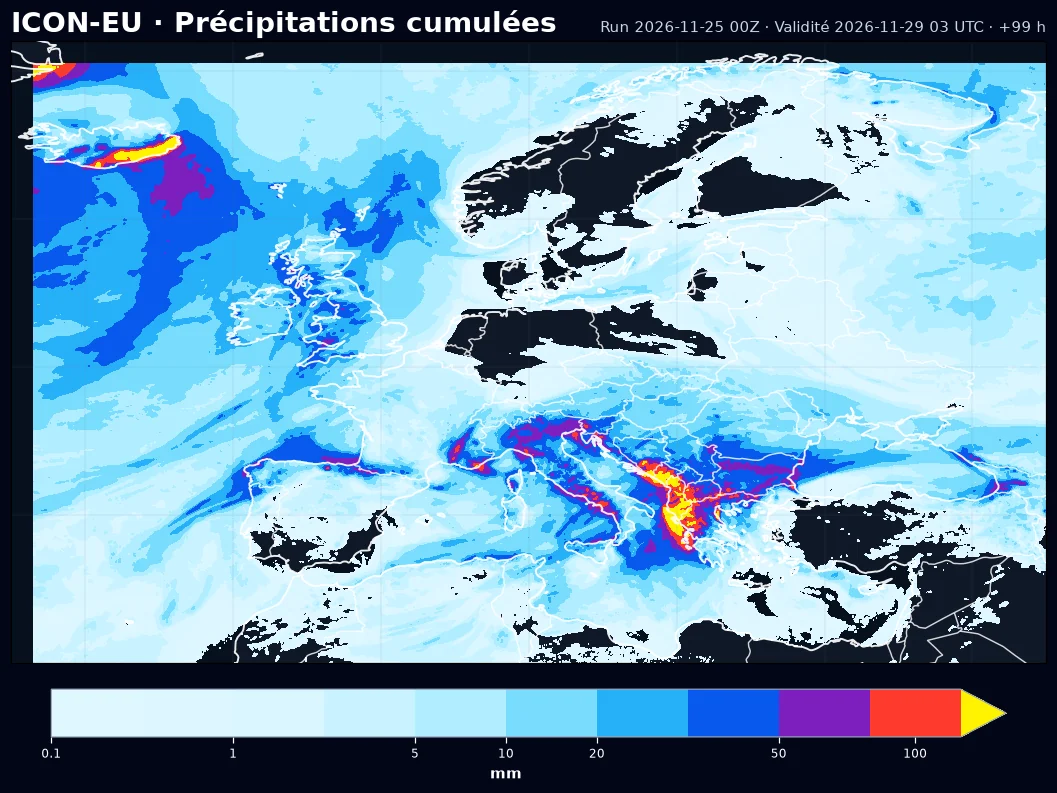 ICON-EU · Précipitations cumulées
Run 2026-11-25 00Z · Validité 2026-11-29 03 UTC · +99 h
0.1 1 5 10 20 50 100
mm